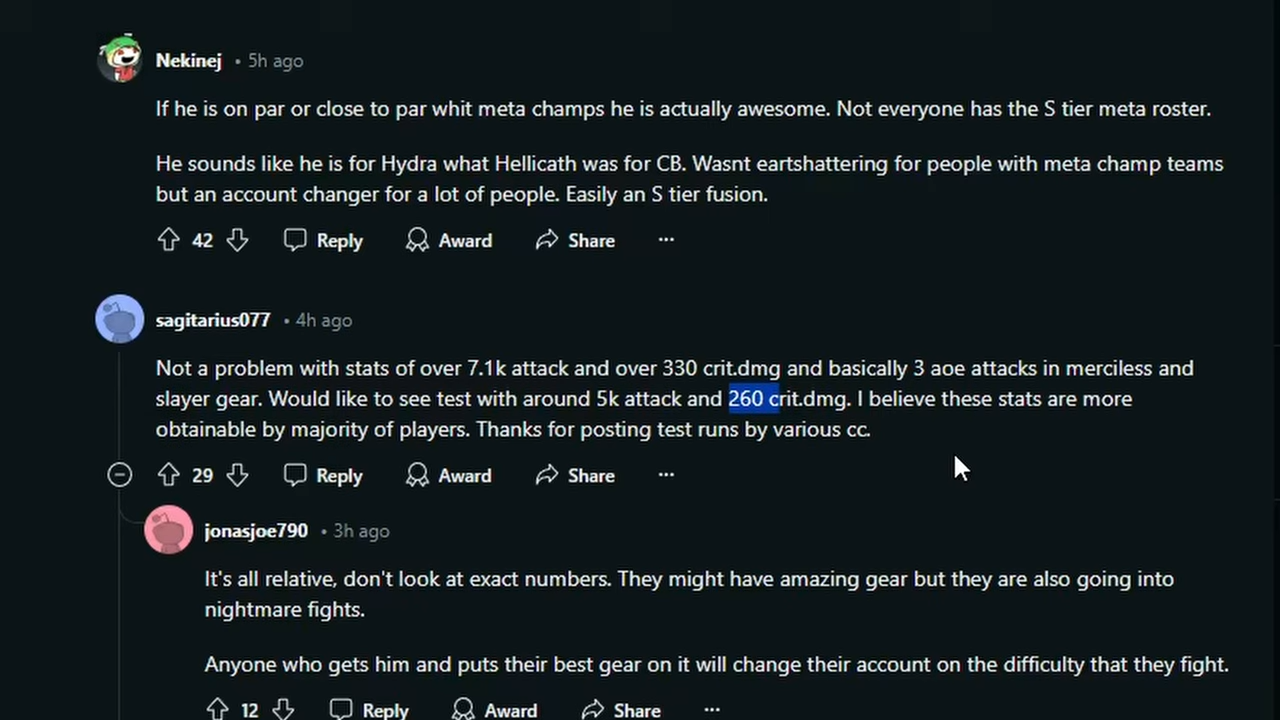 Nekinej • 5h ago
If he is on par or close to par whit meta champs he is actually awesome. Not everyone has the S tier meta roster.
He sounds like he is for Hydra what Hellicath was for CB. Wasnt eartshattering for people with meta champ teams
but an account changer for a lot of people. Easily an S tier fusion.
42 Reply Award Share ...
sagitarius077 • 4h ago
Not a problem with stats of over 7.1k attack and over 330 crit.dmg and basically 3 aoe attacks in merciless and
slayer gear. Would like to see test with around 5k attack and 260 crit.dmg. I believe these stats are more
obtainable by majority of players. Thanks for posting test runs by various cc.
29 Reply Award Share ...
jonasjoe790 • 3h ago
It's all relative, don't look at exact numbers. They might have amazing gear but they are also going into
nightmare fights.
Anyone who gets him and puts their best gear on it will change their account on the difficulty that they fight.
12 Reply Award Share ...